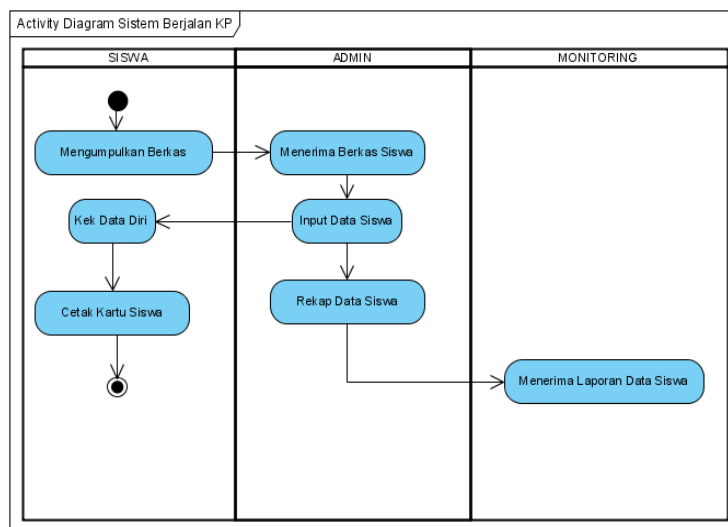 Activity Diagram Sistem Berjalan KP
SISWA
ADMIN
MONITORING
Mengumpulkan Berkas
Menerima Berkas Siswa
Kek Data Diri
Input Data Siswa
Cetak Kartu Siswa
Rekap Data Siswa
Menerima Laporan Data Siswa